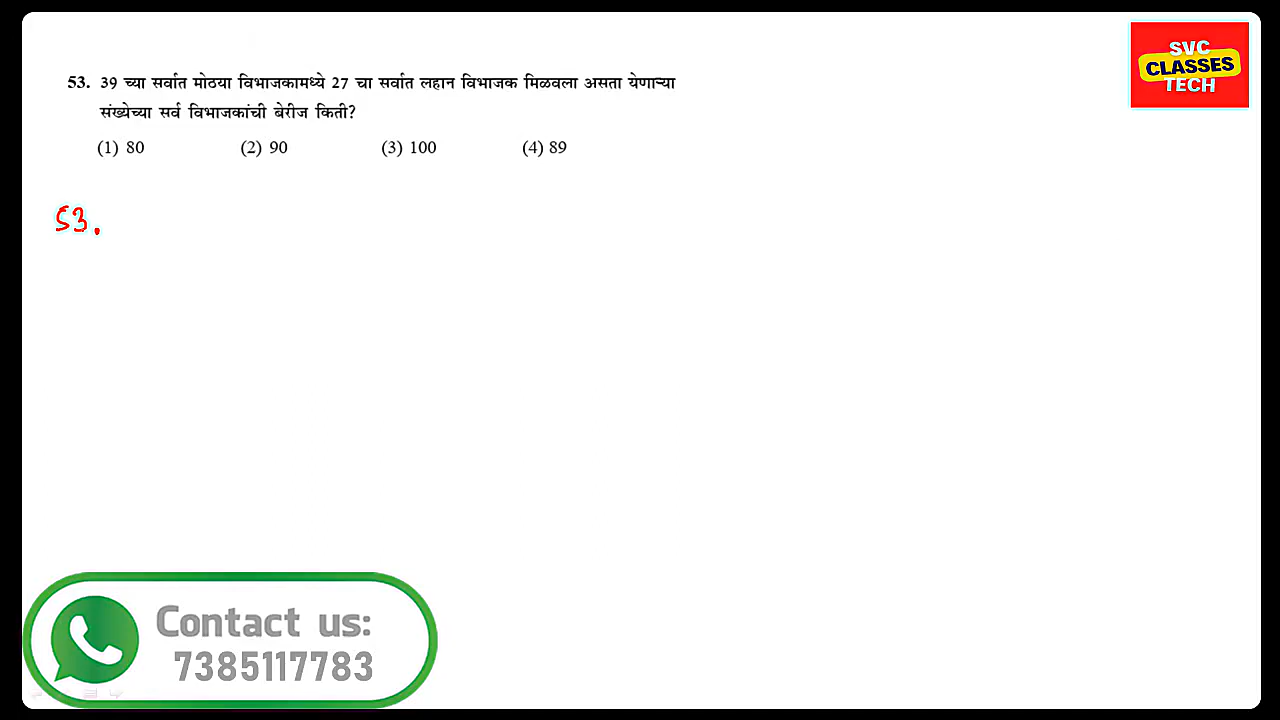 SVC
CLASSES
TECH
53. 39 च्या सर्वात मोठया विभाजकामध्ये 27 चा सर्वात लहान विभाजक मिळवला असता येणाऱ्या
संख्येच्या सर्व विभाजकांची बेरीज किती?
(1) 80 (2) 90 (3) 100 (4) 89
53.
Contact us:
7385117783